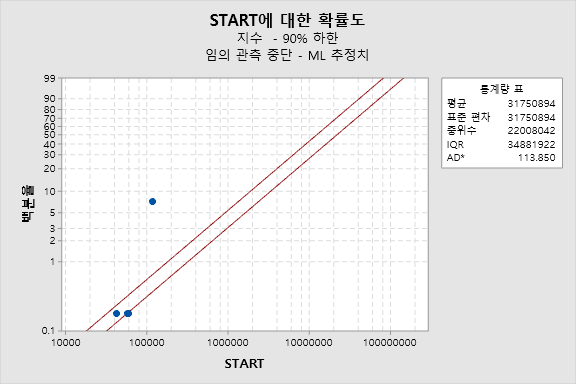 START에 대한 확률도
지수 - 90% 하한
임의 관측 중단 - ML 추정치
99
90
80
70
60
50
40
30
20
10
5
3
2
1
0.1
백분율
10000 100000 1000000 10000000 100000000
START
통계량 표
평균 31750894
표준 편차 31750894
중위수 22008042
IQR 34881922
AD* 113.850